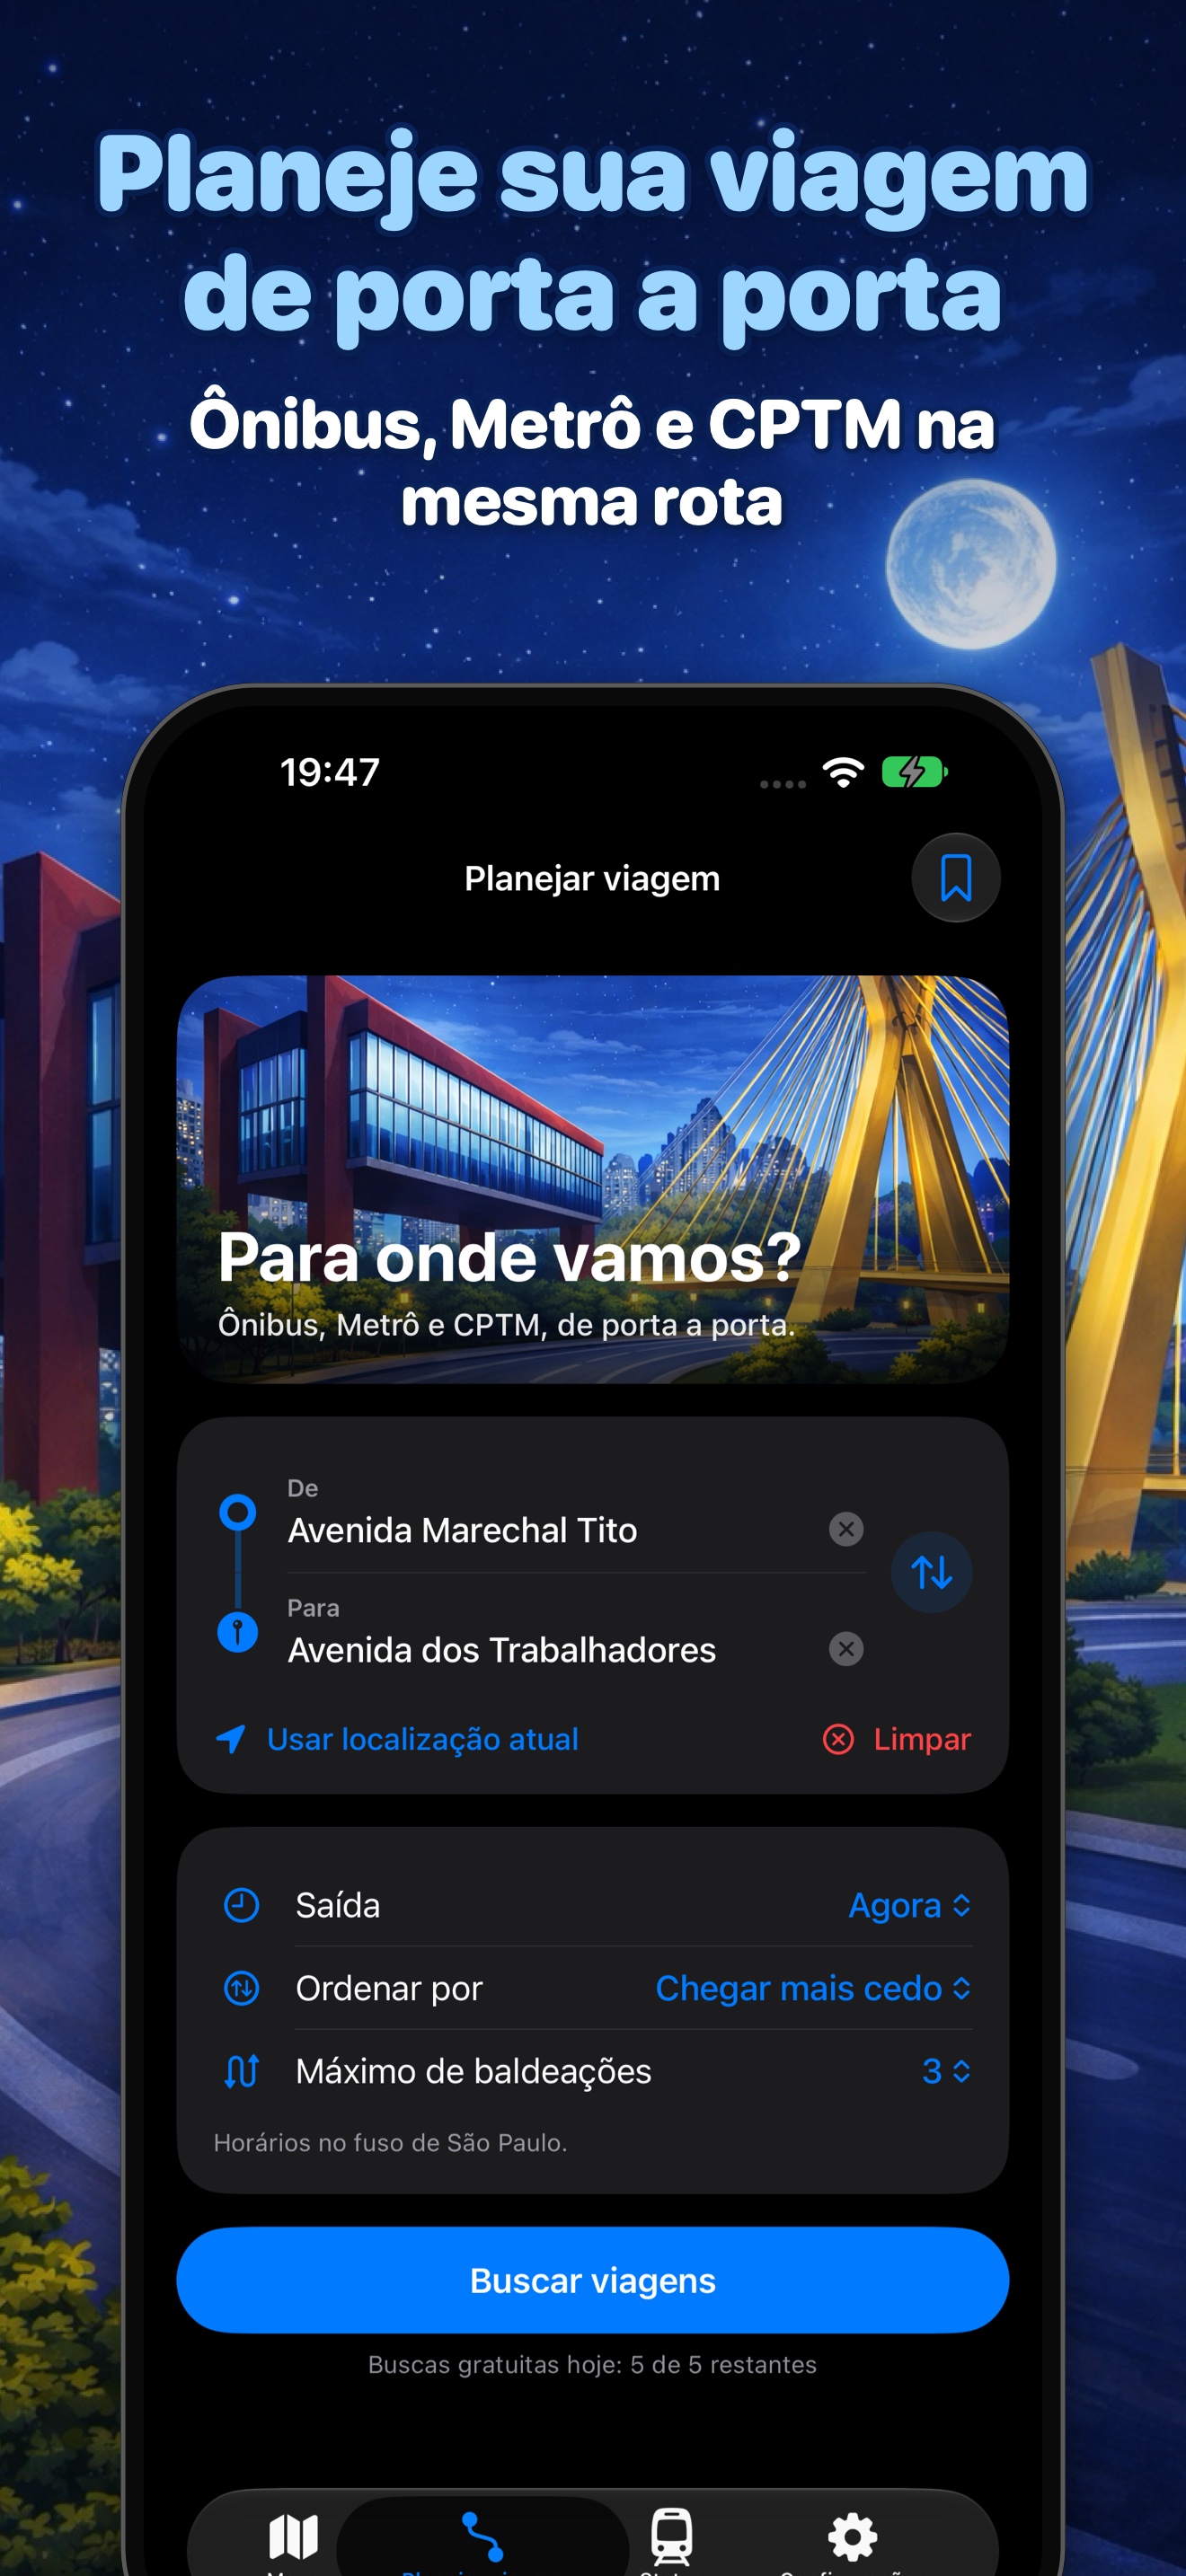 Planeje sua viagem
de porta a porta
Ônibus, Metrô e CPTM na
mesma rota
19:47
Planejar viagem
Para onde vamos?
Ônibus, Metrô e CPTM, de porta a porta.
De
Avenida Marechal Tito
Para
Avenida dos Trabalhadores
Usar localização atual
Limpar
Saída
Agora
Ordenar por
Chegar mais cedo
Máximo de baldeações
3
Horários no fuso de São Paulo.
Buscar viagens
Buscas gratuitas hoje: 5 de 5 restantes